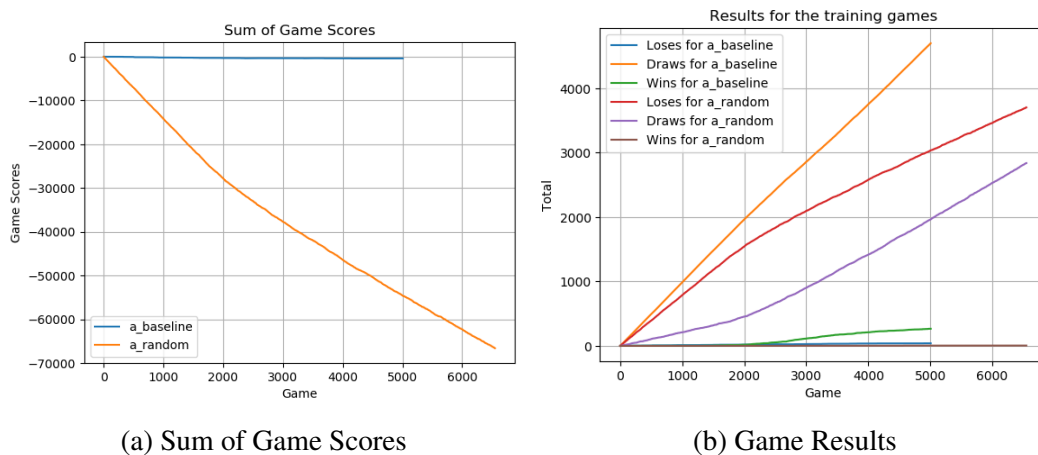 Sum of Game Scores
0
−10000
−20000
−30000
−40000
−50000
−60000
−70000
Game Scores
a_baseline
a_random
0 1000 2000 3000 4000 5000 6000
Game
(a) Sum of Game Scores
Results for the training games
Loses for a_baseline
Draws for a_baseline
Wins for a_baseline
Loses for a_random
Draws for a_random
Wins for a_random
4000
3000
2000
1000
0
Total
0 1000 2000 3000 4000 5000 6000
Game
(b) Game Results